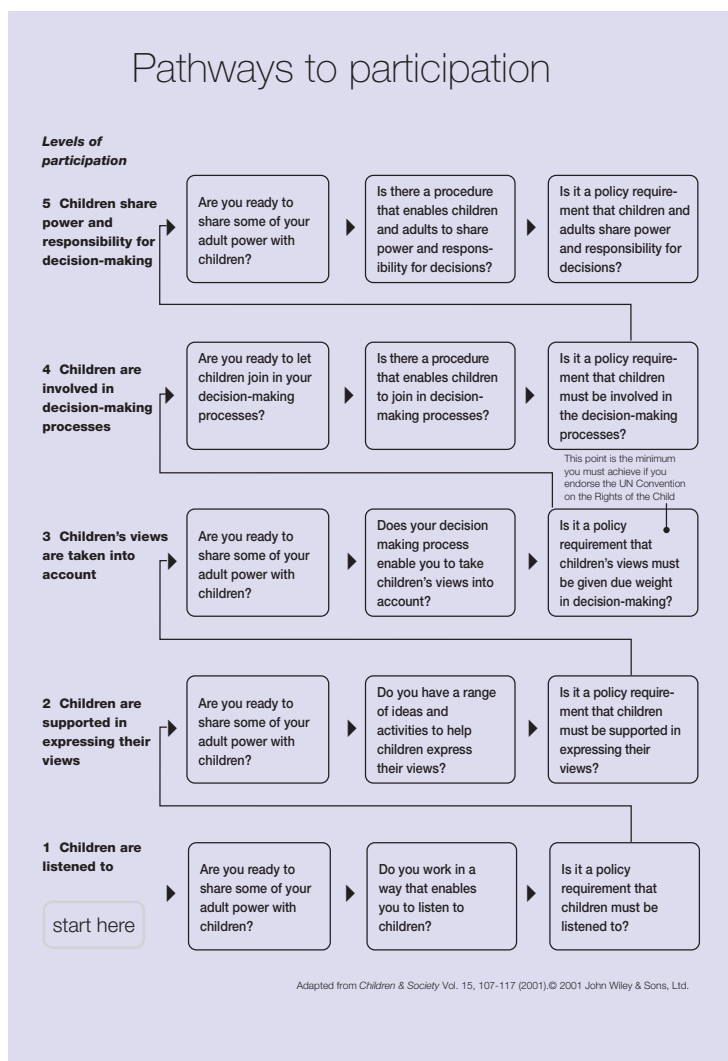 Pathways to participation
Levels of
participation
5 Children share
power and
responsibility for
decision-making
Are you ready to
share some of your
adult power with
children?
Is there a procedure
that enables children
and adults to share
power and respons-
ibility for decisions?
Is it a policy require-
ment that children and
adults share power
and responsibility for
decisions?
4 Children are
involved in
decision-making
processes
Are you ready to let
children join in your
decision-making
processes?
Is there a procedure
that enables children
to join in decision-
making processes?
Is it a policy require-
ment that children
must be involved in
the decision-making
processes?
This point is the minimum
you must achieve if you
endorse the UN Convention
on the Rights of the Child
3 Children’s views
are taken into
account
Are you ready to
share some of your
adult power with
children?
Does your decision
making process
enable you to take
children’s views into
account?
Is it a policy
requirement that
children’s views must
be given due weight
in decision-making?
2 Children are
supported in
expressing their
views
Are you ready to
share some of your
adult power with
children?
Do you have a range
of ideas and
activities to help
children express
their views?
Is it a policy require-
ment that children
must be supported in
expressing their
views?
1 Children are
listened to
start here
Are you ready to
share some of your
adult power with
children?
Do you work in a
way that enables
you to listen to
children?
Is it a policy
requirement that
children must be
listened to?
Adapted from Children & Society Vol. 15, 107-117 (2001).© 2001 John Wiley & Sons, Ltd.